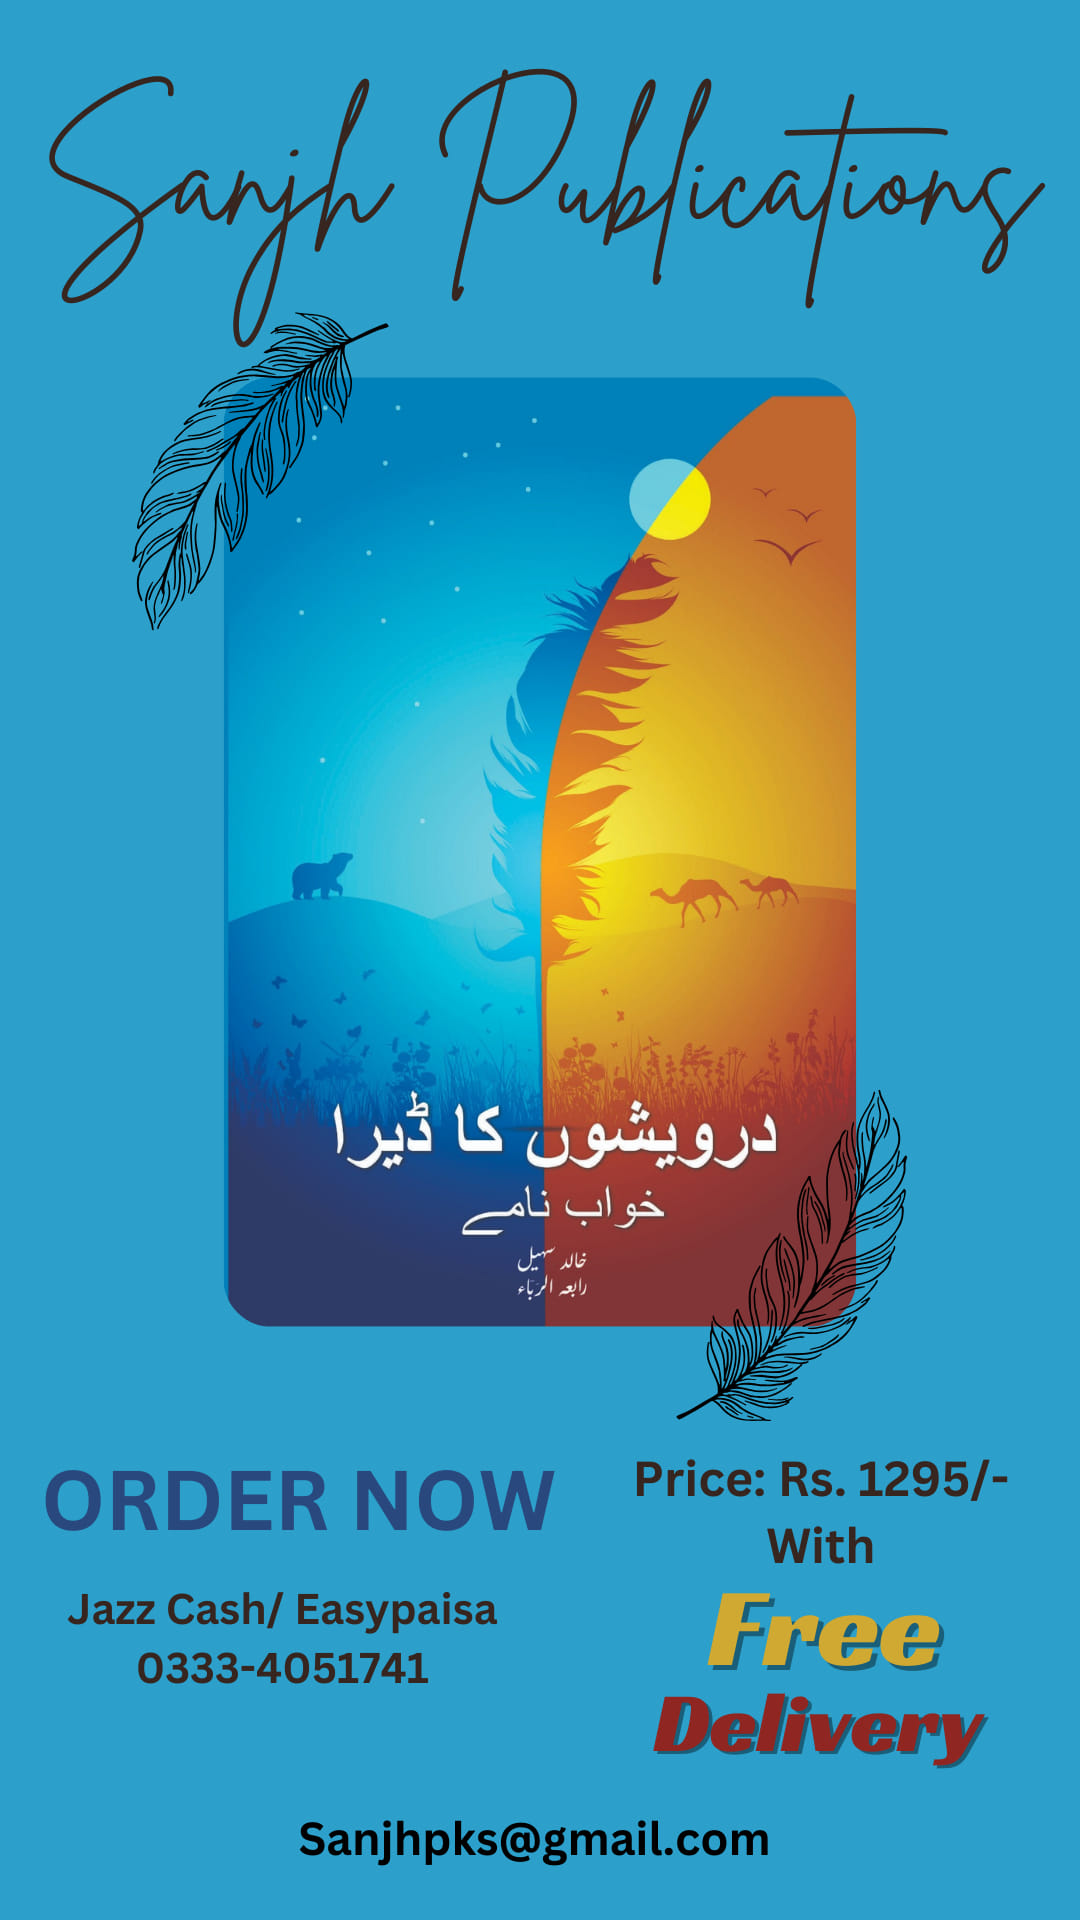 Sanjh Publications
درویشوں کا ڈیرا
خواب نامے
خالد سہیل
رابعہ الرَبّاء
ORDER NOW
Jazz Cash/ Easypaisa
0333-4051741
Price: Rs. 1295/-
With
Free
Delivery
Sanjhpks@gmail.com